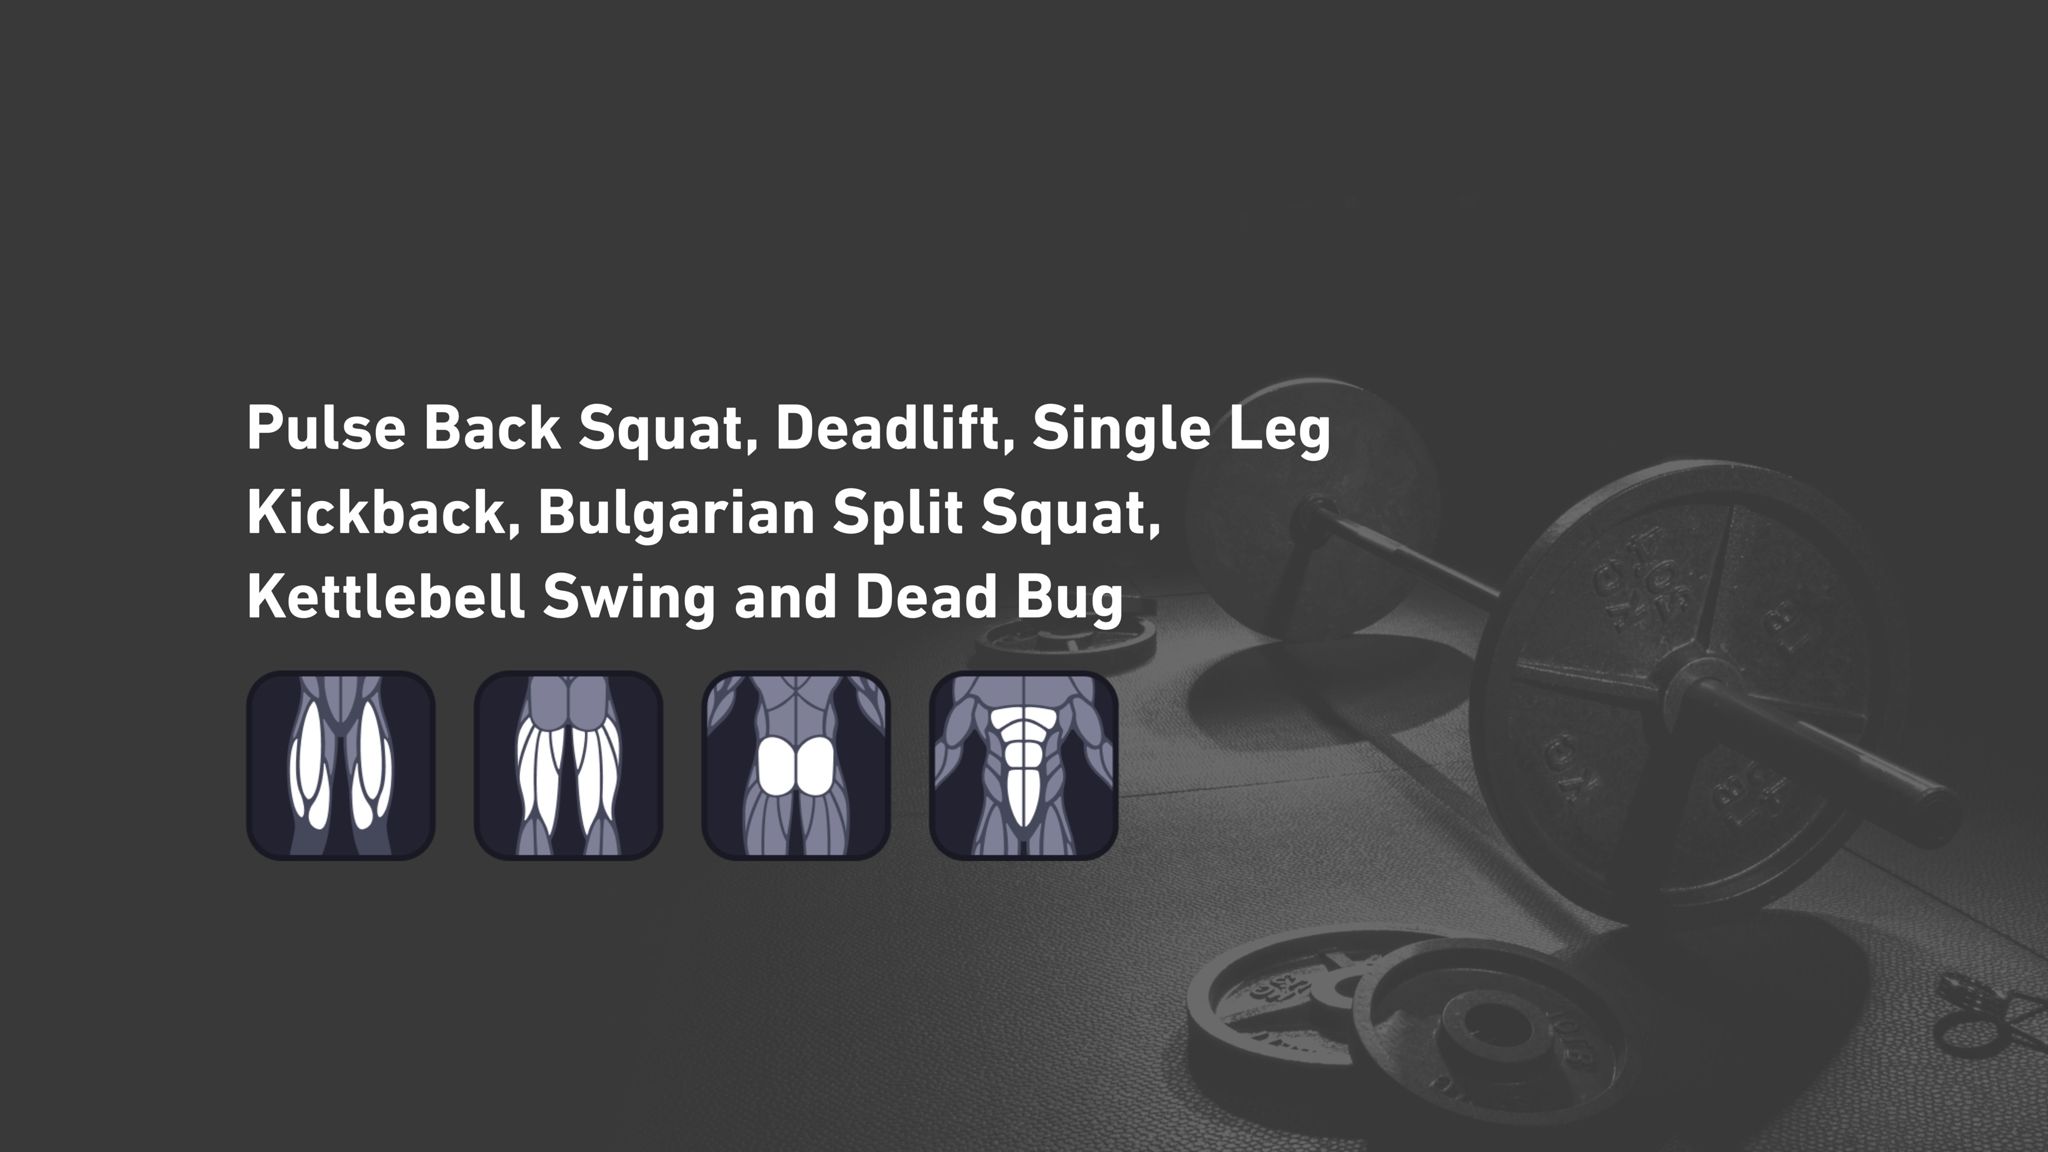 Pulse Back Squat, Deadlift, Single Leg
Kickback, Bulgarian Split Squat,
Kettlebell Swing and Dead Bug